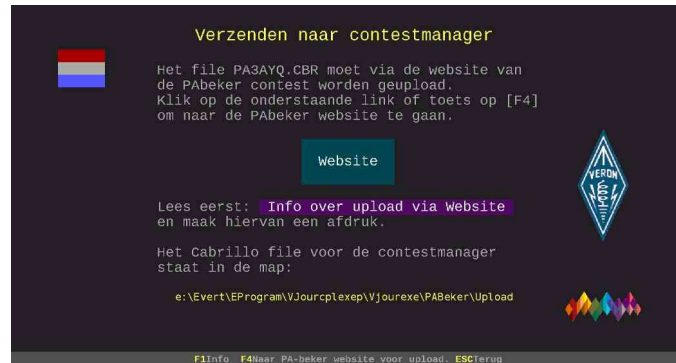 Verzenden naar contestmanager
Het file PA3AYQ.CBR moet via de website van
de PAbeker contest worden geupload.
Klik op de onderstaande link of toets op [F4]
om naar de PAbeker website te gaan.
Website
VERON
Lees eerst: Info over upload via Website
en maak hiervan een afdruk.
Het Cabrillo file voor de contestmanager
staat in de map:
e:\Evert\EProgram\VJourcplexep\Vjourexe\PABeker\Upload
F1Info F4Naar PA-beker website voor upload. ESCTerug